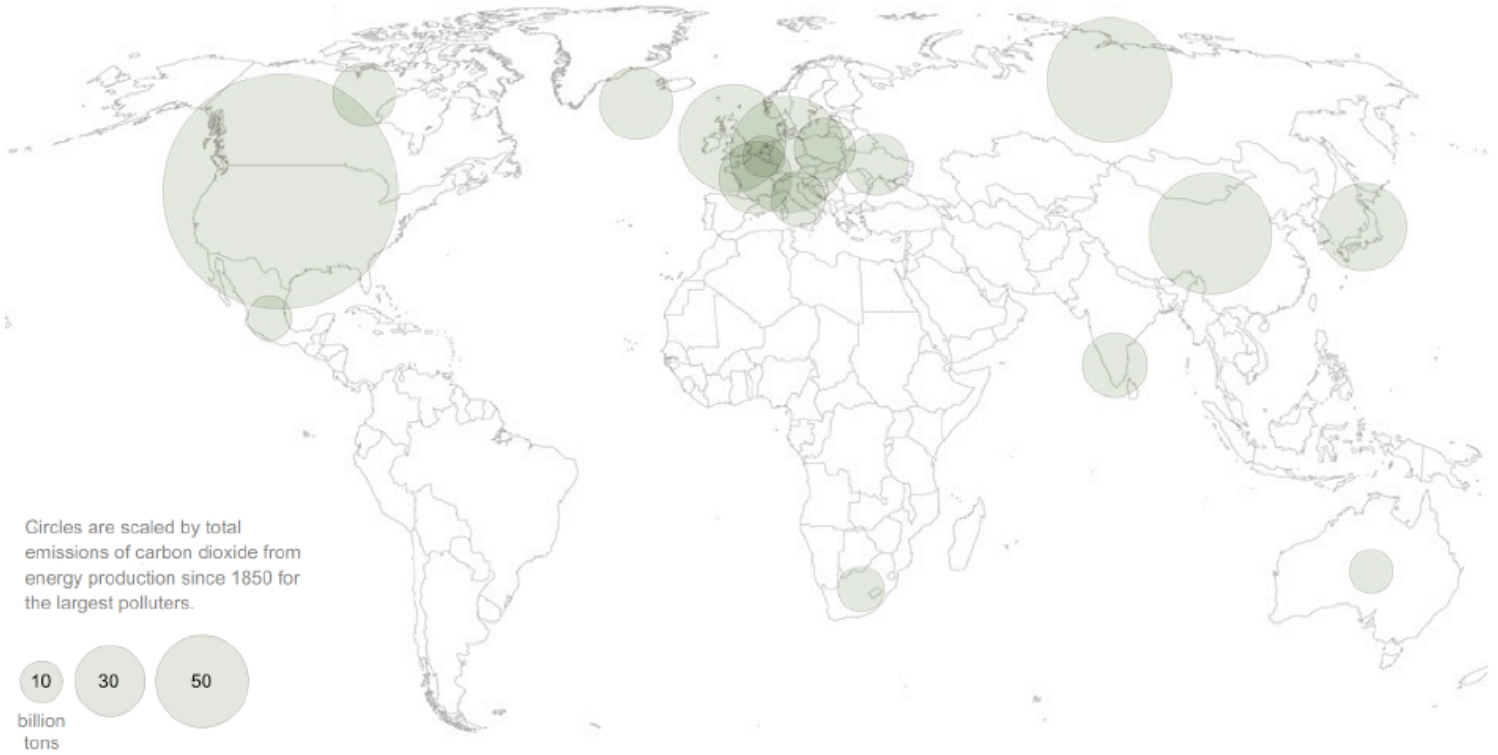 Circles are scaled by total
emissions of carbon dioxide from
energy production since 1850 for
the largest polluters.
10 30 50
billion
tons